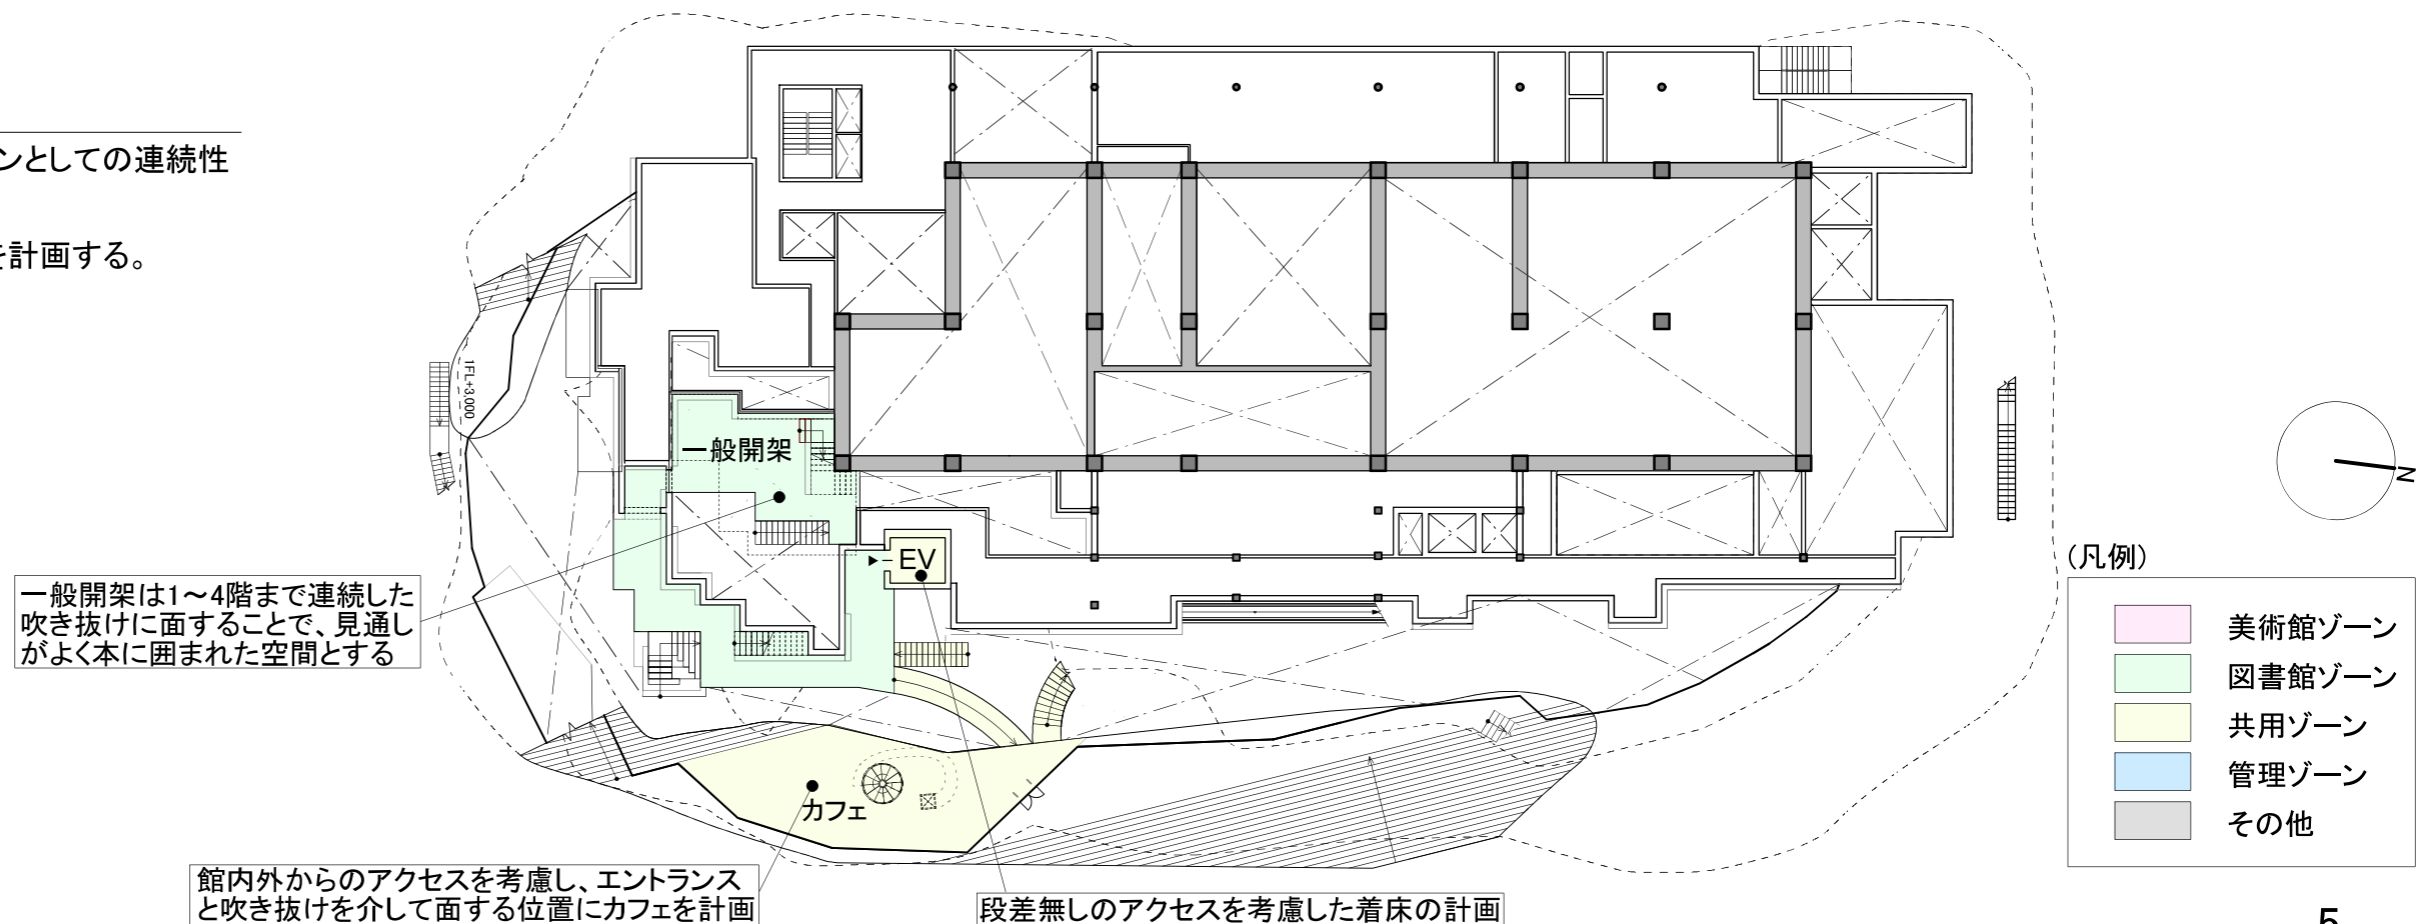 ンとしての連続性
を計画する。
1FL+3,000
一般開架
EV
一般開架は1～4階まで連続した
吹き抜けに面することで、見通し
がよく本に囲まれた空間とする
カフェ
館内外からのアクセスを考慮し、エントランス
と吹き抜けを介して面する位置にカフェを計画
段差無しのアクセスを考慮した着床の計画
N
(凡例)
美術館ゾーン
図書館ゾーン
共用ゾーン
管理ゾーン
その他
5